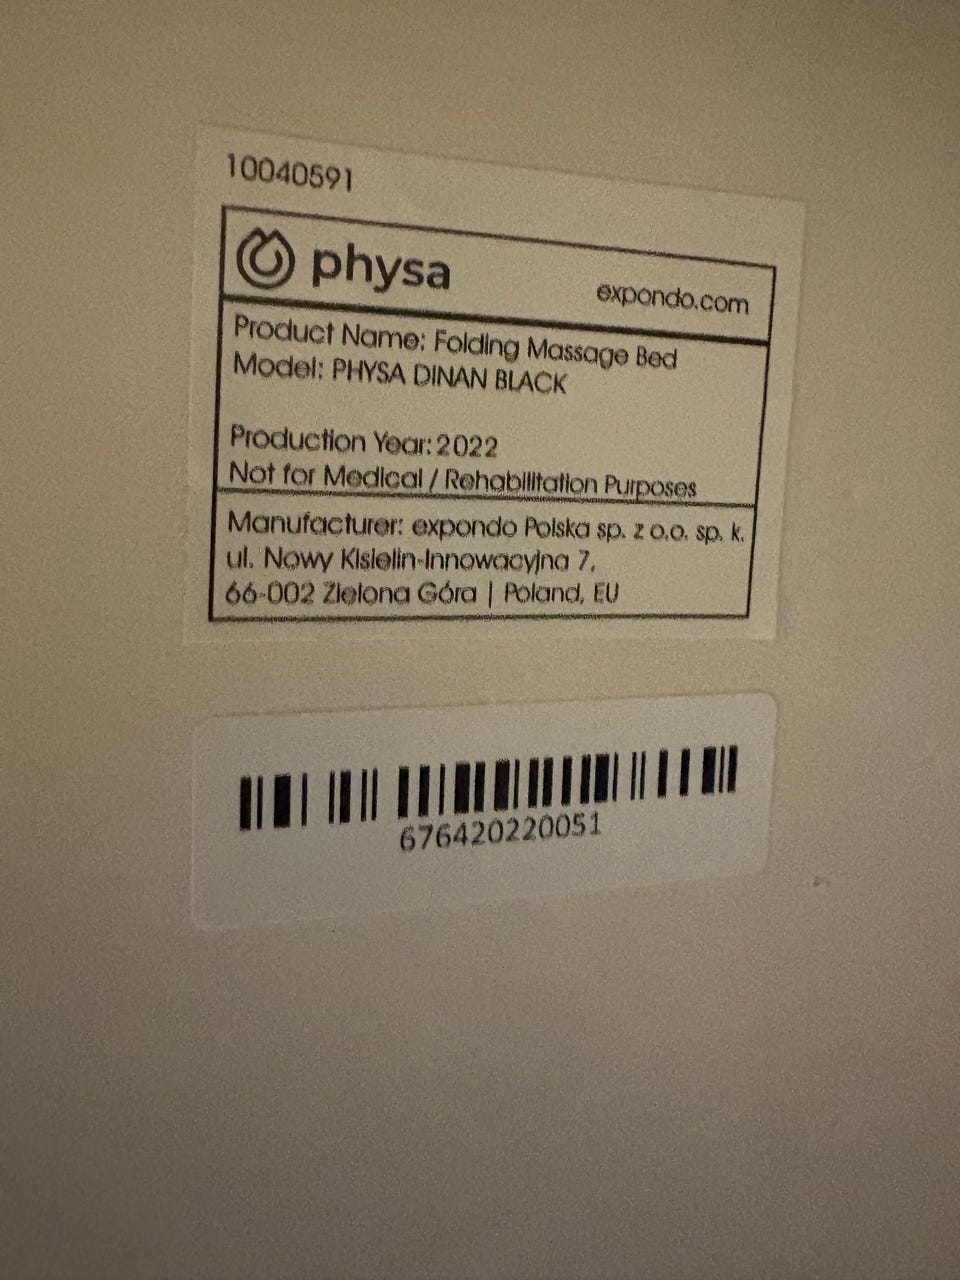 10040591
physa expondo.com
Product Name: Folding Massage Bed
Model: PHYSA DINAN BLACK
Production Year: 2022
Not for Medical / Rehabilitation Purposes
Manufacturer: expondo Polska sp. z o.o. sp. k.
ul. Nowy Kisielin-Innowacyjna 7,
66-002 Zielona Góra | Poland, EU
676420220051